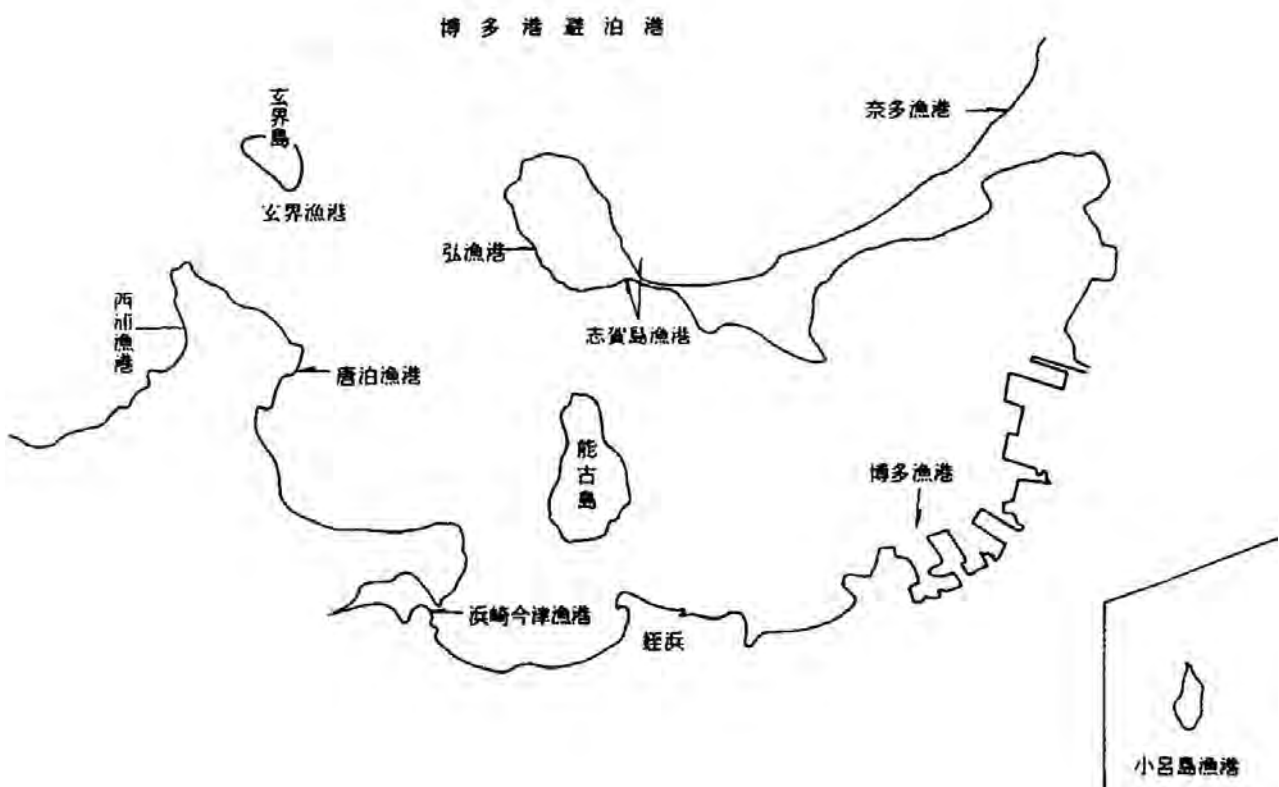 博多港避泊港
玄界島
奈多漁港
玄界漁港
弘漁港
西浦漁港
志賀島漁港
唐泊漁港
能古島
博多漁港
浜崎今津漁港
姪浜
小呂島漁港